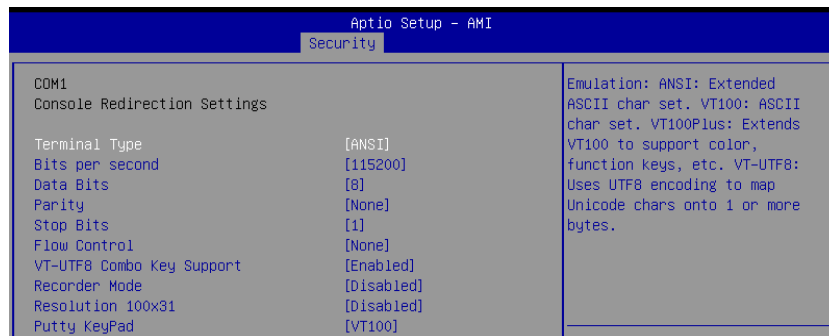 Aptio Setup - AMI
Security
COM1
Console Redirection Settings
Terminal Type [ANSI]
Bits per second [115200]
Data Bits [8]
Parity [None]
Stop Bits [1]
Flow Control [None]
VT-UTF8 Combo Key Support [Enabled]
Recorder Mode [Disabled]
Resolution 100x31 [Disabled]
Putty KeyPad [VT100]
Emulation: ANSI: Extended
ASCII char set. VT100: ASCII
char set. VT100Plus: Extends
VT100 to support color,
function keys, etc. VT-UTF8:
Uses UTF8 encoding to map
Unicode chars onto 1 or more
bytes.